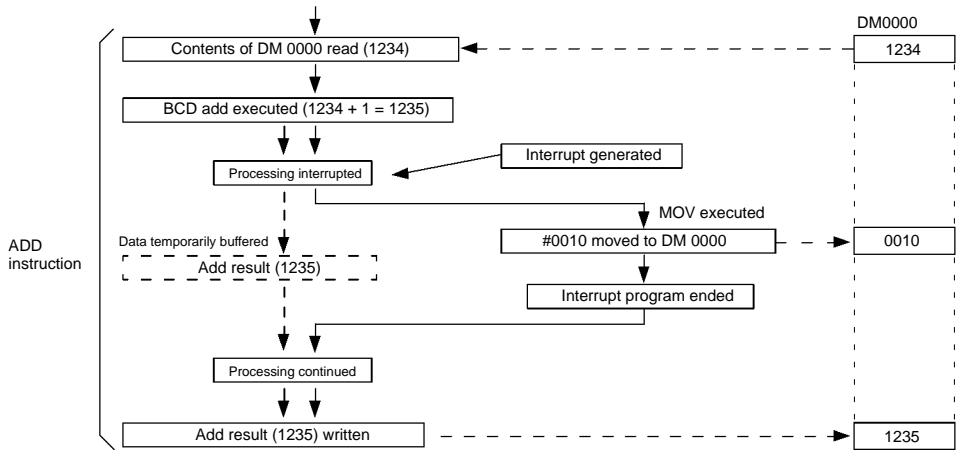 DM0000
Contents of DM 0000 read (1234)
1234
BCD add executed (1234 + 1 = 1235)
Interrupt generated
Processing interrupted
MOV executed
Data temporarily buffered
#0010 moved to DM 0000
0010
ADD
instruction
Add result (1235)
Interrupt program ended
Processing continued
Add result (1235) written
1235